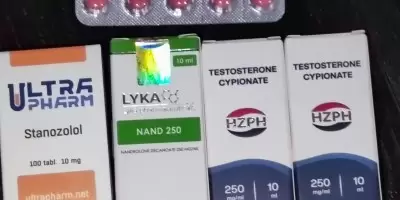 ULTRA
PHARM
Stanozolol
100 tabl. 10 mg
ultrapharm.net
10 ml
LYKA
NAND 250
TESTOSTERONE
CYPIONATE
HZPH
250
mg/ml
10
ml
TESTOSTERONE
CYPIONATE
HZPH
250
mg/ml
10
ml